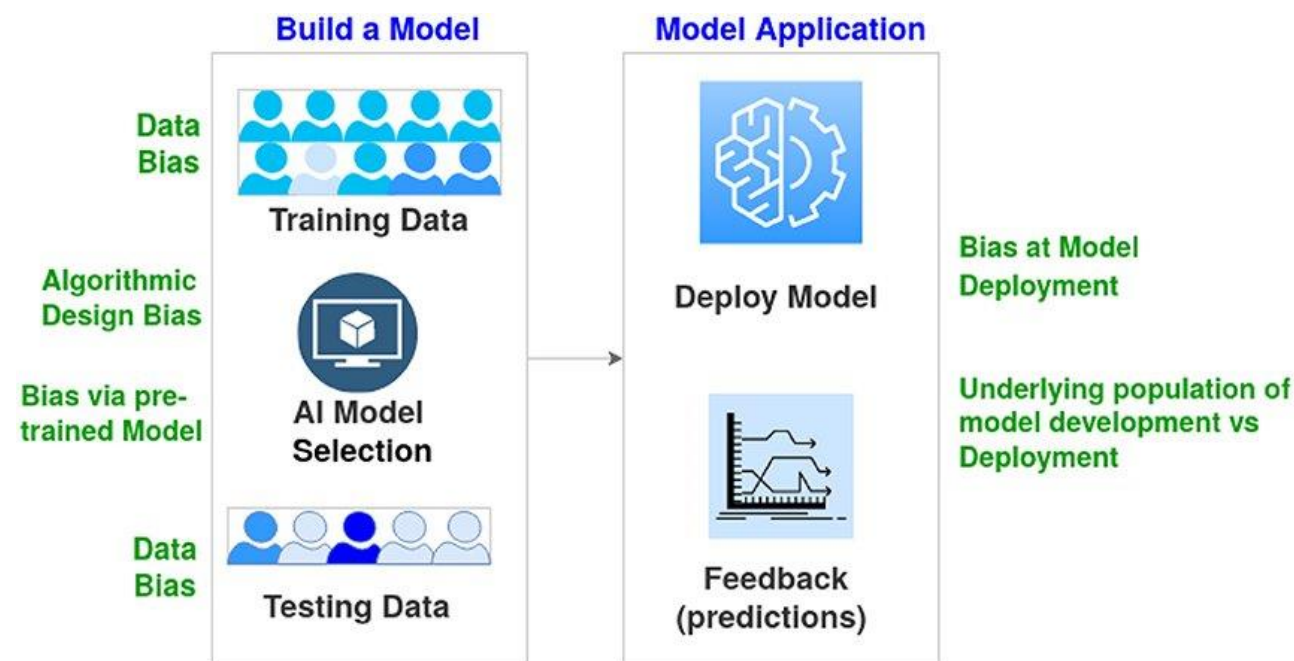 Build a Model
Data
Bias
Training Data
Algorithmic
Design Bias
Bias via pre-
trained Model
AI Model
Selection
Data
Bias
Testing Data
Model Application
Deploy Model
Bias at Model
Deployment
Feedback
(predictions)
Underlying population of
model development vs
Deployment